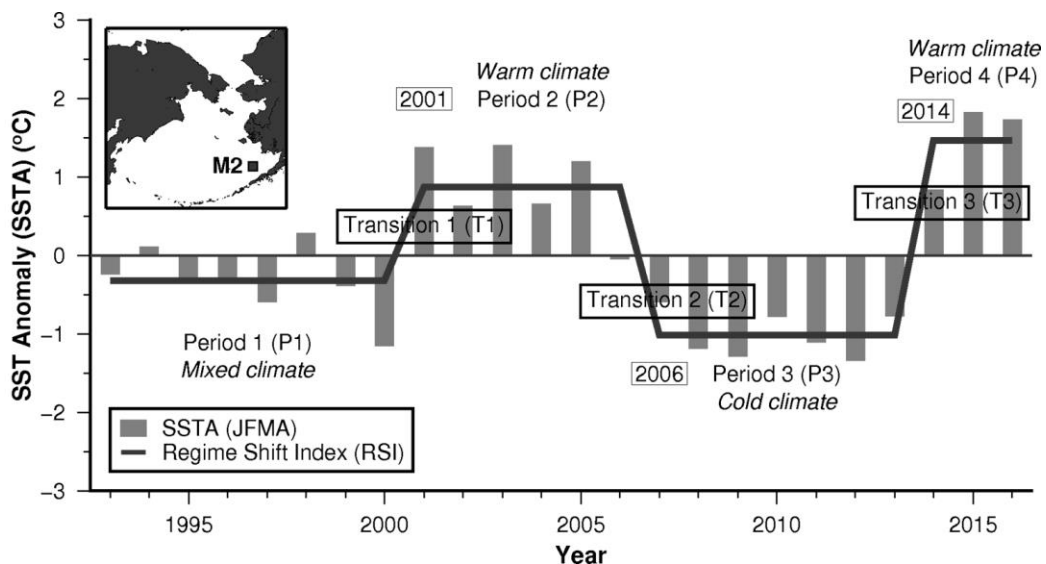 SST Anomaly (SSTA) (ºC)
3
2
1
0
−1
−2
−3
M2
2001
Warm climate
Period 2 (P2)
Warm climate
Period 4 (P4)
2014
Transition 1 (T1)
Transition 3 (T3)
Transition 2 (T2)
Period 1 (P1)
Mixed climate
2006
Period 3 (P3)
Cold climate
SSTA (JFMA)
Regime Shift Index (RSI)
1995 2000 2005 2010 2015
Year